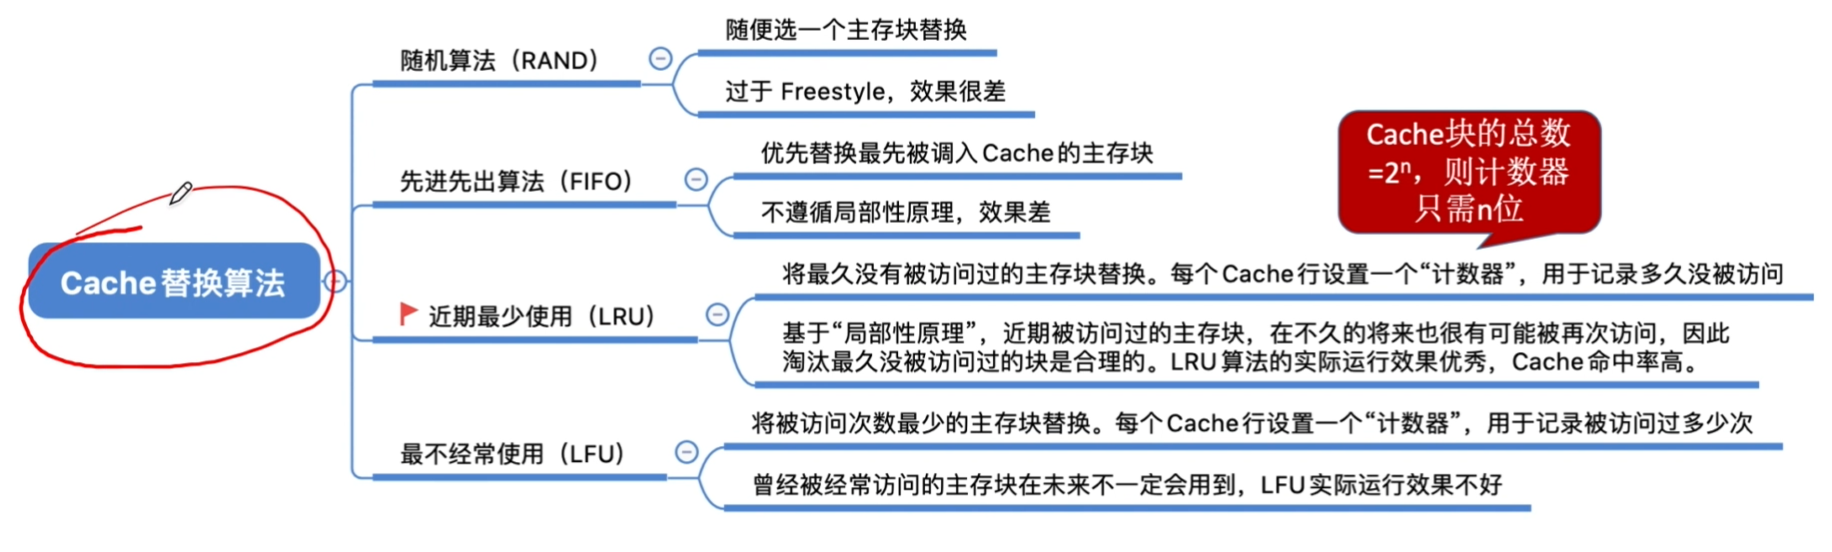 随便选一个主存块替换
随机算法（RAND）
过于 Freestyle，效果很差
优先替换最先被调入Cache的主存块
先进先出算法（FIFO）
不遵循局部性原理，效果差
Cache块的总数
=2ⁿ，则计数器
只需n位
Cache替换算法
将最久没有被访问过的主存块替换。每个Cache行设置一个“计数器”，用于记录多久没被访问
近期最少使用（LRU）
基于“局部性原理”，近期被访问过的主存块，在不久的将来也很有可能被再次访问，因此
淘汰最久没被访问过的块是合理的。LRU算法的实际运行效果优秀，Cache命中率高。
将被访问次数最少的主存块替换。每个Cache行设置一个“计数器”，用于记录被访问过多少次
最不经常使用（LFU）
曾经被经常访问的主存块在未来不一定会用到，LFU实际运行效果不好